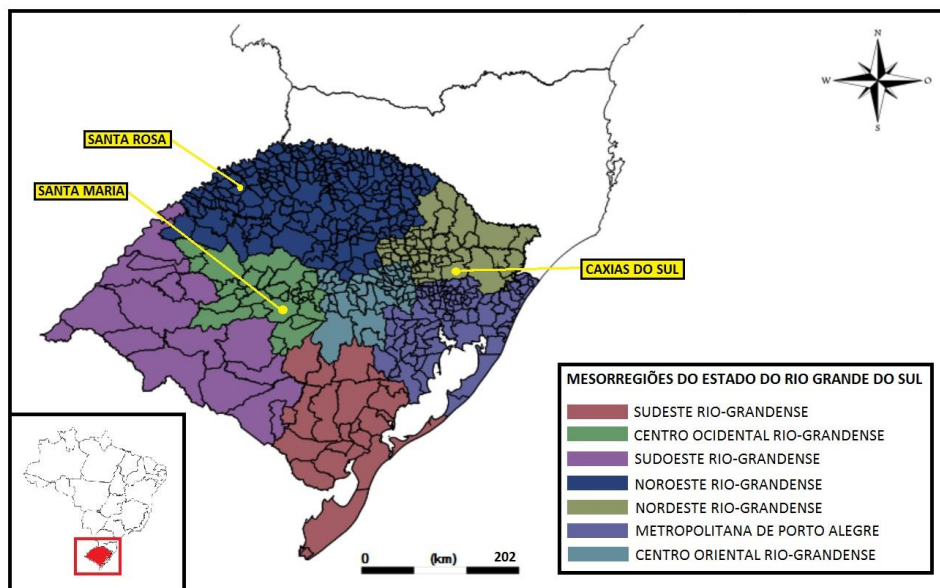 N
W
O
S
SANTA ROSA
SANTA MARIA
CAXIAS DO SUL
MESORREGIÕES DO ESTADO DO RIO GRANDE DO SUL
SUDESTE RIO-GRANDENSE
CENTRO OCIDENTAL RIO-GRANDENSE
SUDOESTE RIO-GRANDENSE
NOROESTE RIO-GRANDENSE
NORDESTE RIO-GRANDENSE
METROPOLITANA DE PORTO ALEGRE
CENTRO ORIENTAL RIO-GRANDENSE
0 (km) 202